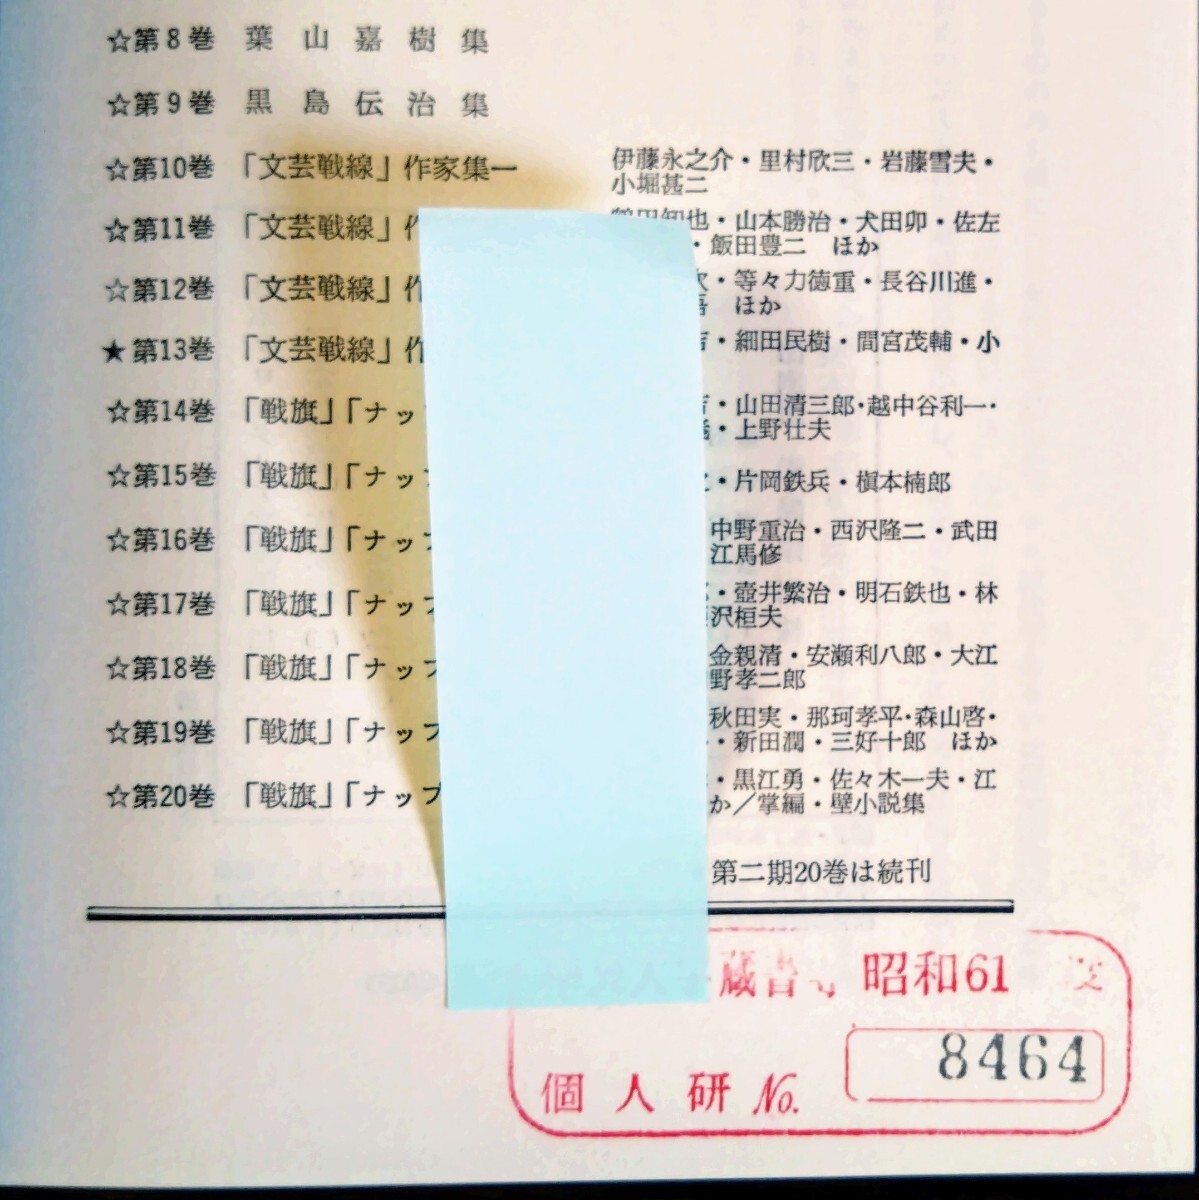 ☆第8巻 葉山嘉樹集
☆第9巻 黒島伝治集
☆第10巻 「文芸戦線」作家集一 伊藤永之介・里村欣三・岩藤雪夫・
小堀甚二
☆第11巻 「文芸戦線」作 鶴田知也・山本勝治・犬田卯・佐左
・飯田豊二 ほか
☆第12巻 「文芸戦線」作 ・等々力徳重・長谷川進・
ほか
★第13巻 「文芸戦線」作 ・細田民樹・間宮茂輔・小
☆第14巻 「戦旗」「ナップ ・山田清三郎・越中谷利一・
・上野壮夫
☆第15巻 「戦旗」「ナップ ・片岡鉄兵・槇本楠郎
☆第16巻 「戦旗」「ナップ 中野重治・西沢隆二・武田
江馬修
☆第17巻 「戦旗」「ナップ ・壺井繁治・明石鉄也・林
沢桓夫
☆第18巻 「戦旗」「ナップ 金親清・安瀬利八郎・大江
野孝二郎
☆第19巻 「戦旗」「ナップ 秋田実・那珂孝平・森山啓・
・新田潤・三好十郎 ほか
☆第20巻 「戦旗」「ナップ ・黒江勇・佐々木一夫・江
か／掌編・壁小説集
第二期20巻は続刊
蔵書 昭和61
8464
個人研 No.